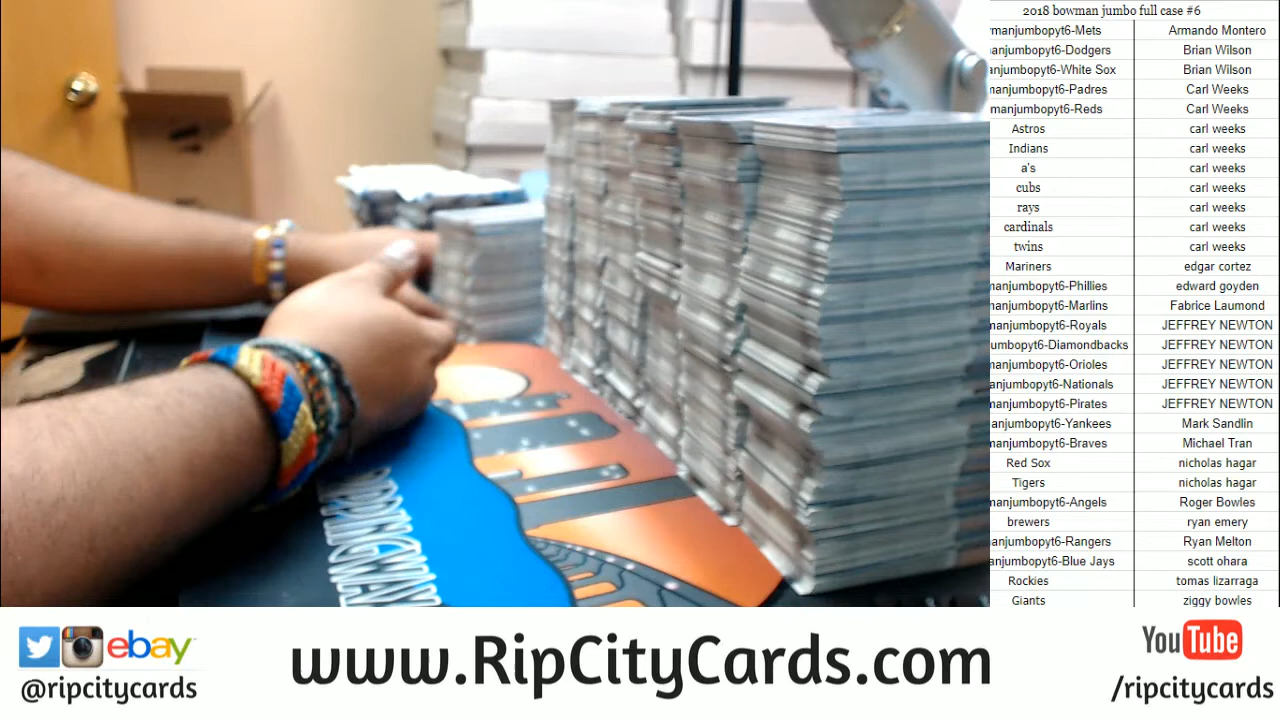 2018 bowman jumbo full case #6
manjumbopyt6-Mets Armando Montero
anjumbopyt6-Dodgers Brian Wilson
anjumbopyt6-White Sox Brian Wilson
manjumbopyt6-Padres Carl Weeks
manjumbopyt6-Reds Carl Weeks
Astros carl weeks
Indians carl weeks
a's carl weeks
cubs carl weeks
rays carl weeks
cardinals carl weeks
twins carl weeks
Mariners edgar cortez
manjumbopyt6-Phillies edward goyden
manjumbopyt6-Marlins Fabrice Laumond
manjumbopyt6-Royals JEFFREY NEWTON
umbopyt6-Diamondbacks JEFFREY NEWTON
anjumbopyt6-Orioles JEFFREY NEWTON
anjumbopyt6-Nationals JEFFREY NEWTON
manjumbopyt6-Pirates JEFFREY NEWTON
anjumbopyt6-Yankees Mark Sandlin
manjumbopyt6-Braves Michael Tran
Red Sox nicholas hagar
Tigers nicholas hagar
manjumbopyt6-Angels Roger Bowles
brewers ryan emery
anjumbopyt6-Rangers Ryan Melton
anjumbopyt6-Blue Jays scott ohara
Rockies tomas lizarraga
Giants ziggy bowles
ebay
@ripcitycards
www.RipCityCards.com
YouTube
/ripcitycards